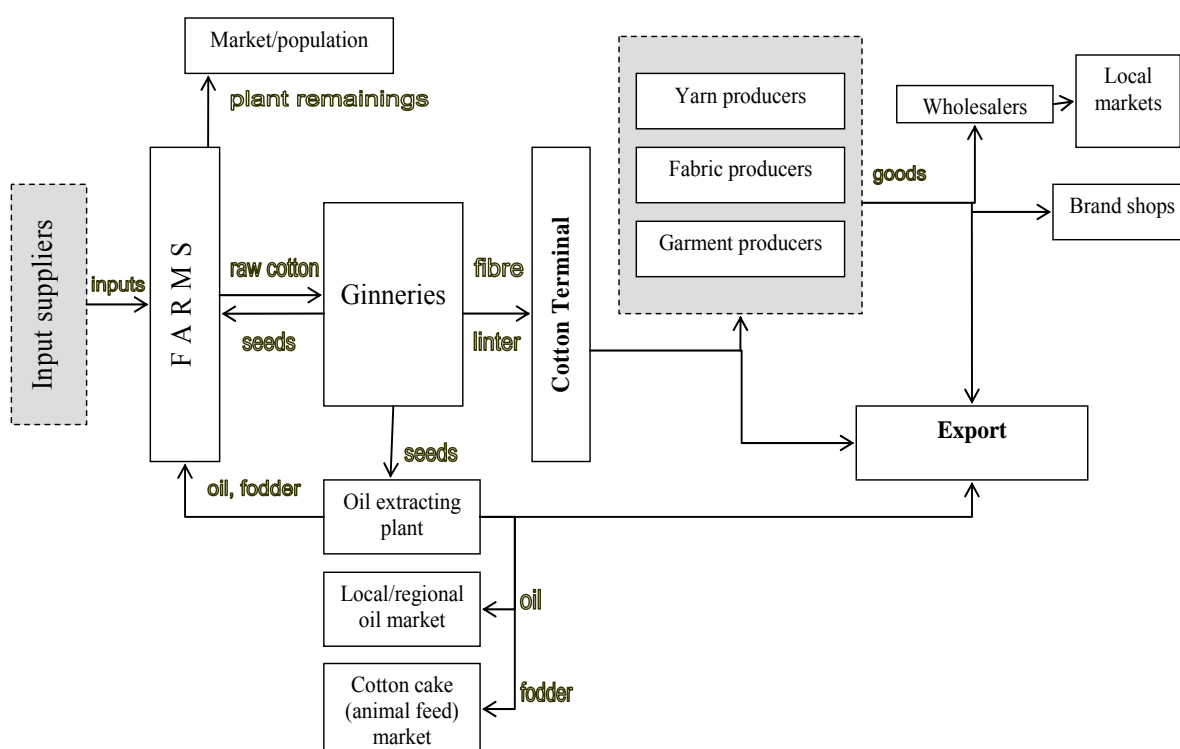 Market/population
plant remainings
Input suppliers
inputs
F A R M S
raw cotton
seeds
Ginneries
fibre
linter
Cotton Terminal
Yarn producers
Fabric producers
Garment producers
goods
Wholesalers
Local
markets
Brand shops
Export
seeds
oil, fodder
Oil extracting
plant
Local/regional
oil market
oil
Cotton cake
(animal feed)
market
fodder